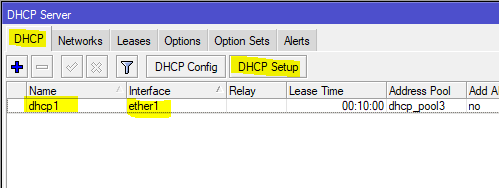 DHCP Server
DHCP Networks Leases Options Option Sets Alerts
DHCP Config DHCP Setup
Name Interface Relay Lease Time Address Pool Add A
dhcp1 ether1 00:10:00 dhcp_pool3 no